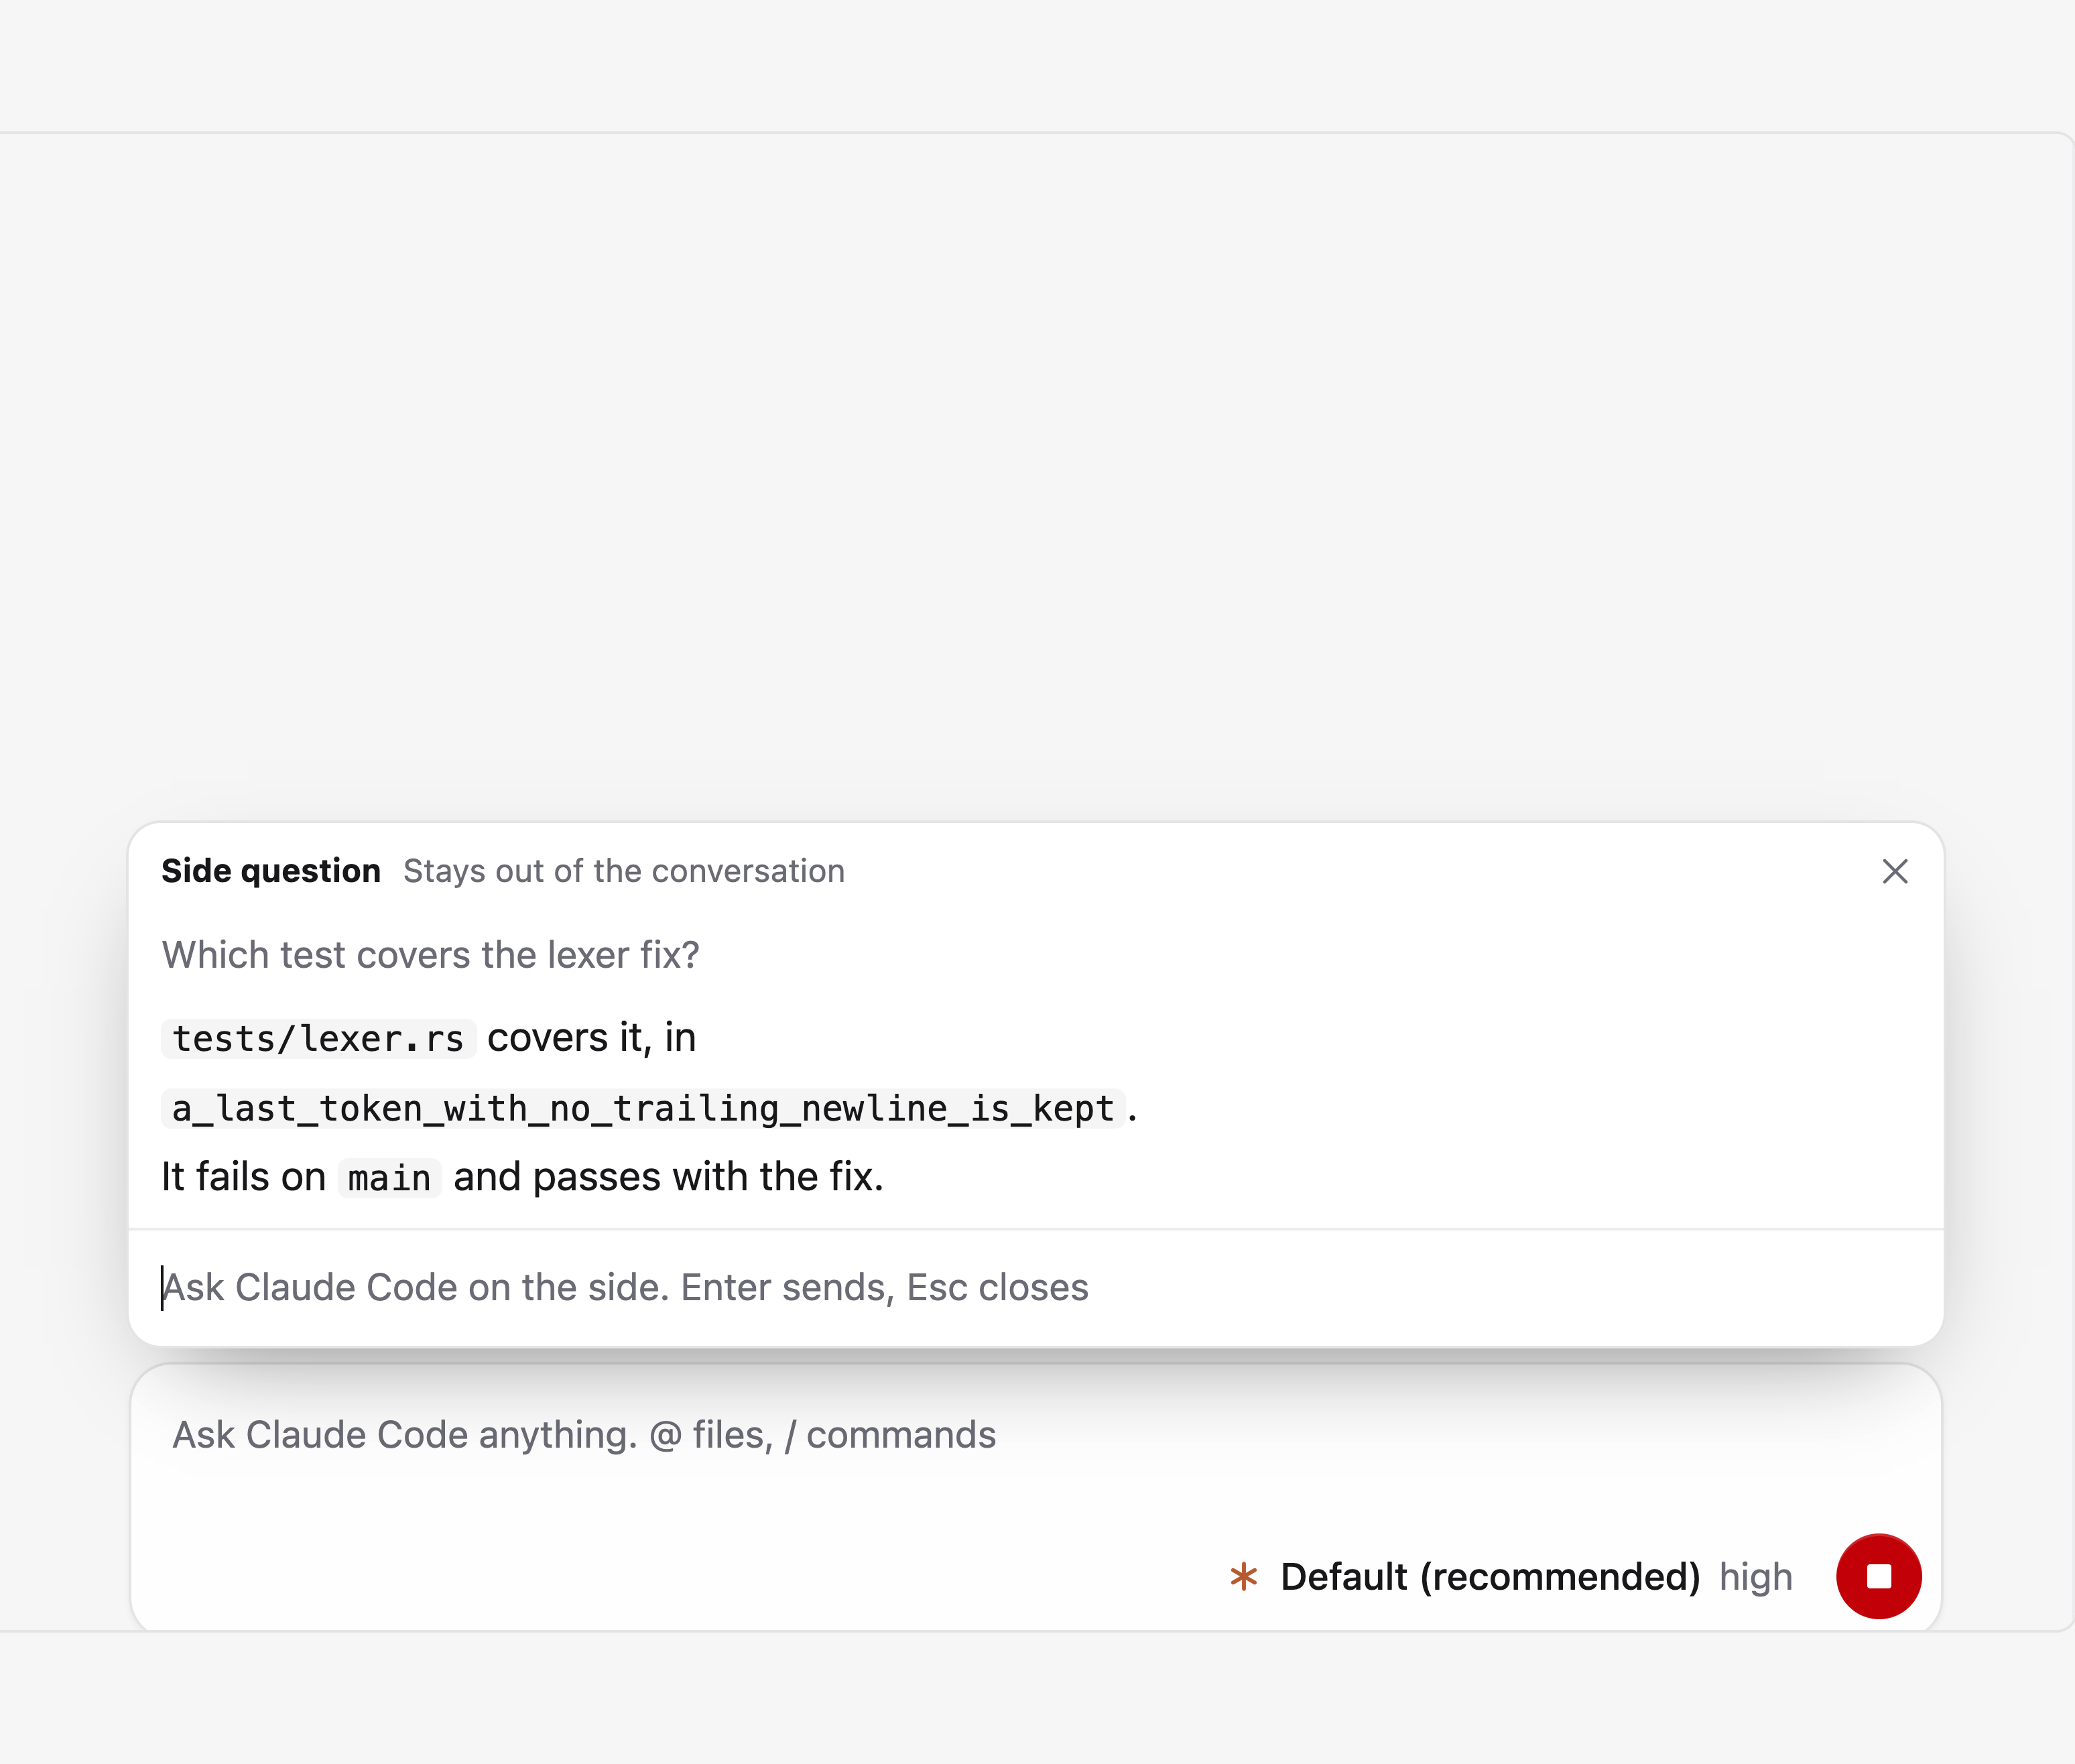 Side question Stays out of the conversation
Which test covers the lexer fix?
tests/lexer.rs covers it, in
a_last_token_with_no_trailing_newline_is_kept.
It fails on main and passes with the fix.
Ask Claude Code on the side. Enter sends, Esc closes
Ask Claude Code anything. @ files, / commands
Default (recommended) high